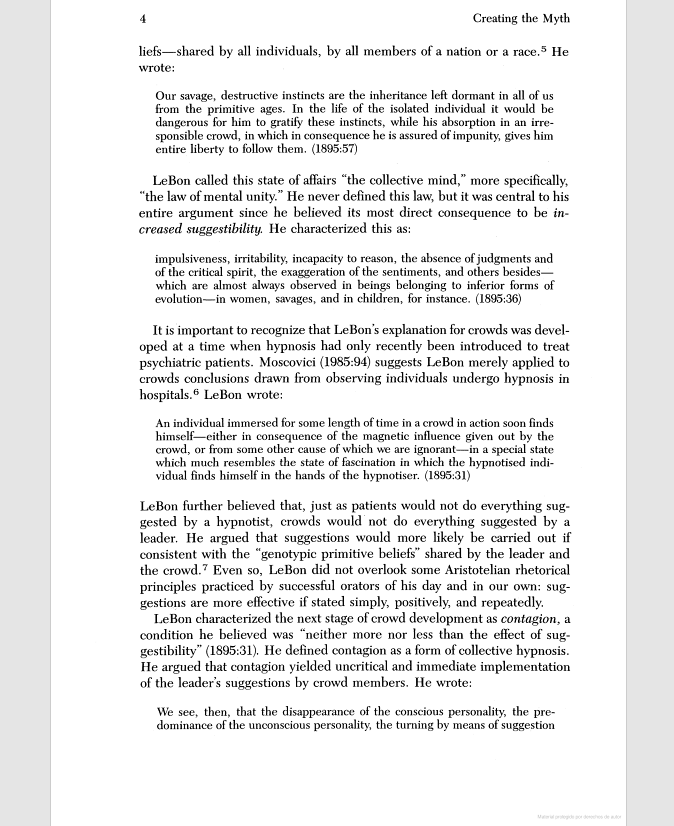 4 Creating the Myth
liefs—shared by all individuals, by all members of a nation or a race.5 He
wrote:
Our savage, destructive instincts are the inheritance left dormant in all of us
from the primitive ages. In the life of the isolated individual it would be
dangerous for him to gratify these instincts, while his absorption in an irre-
sponsible crowd, in which in consequence he is assured of impunity, gives him
entire liberty to follow them. (1895:57)
LeBon called this state of affairs “the collective mind,” more specifically,
“the law of mental unity.” He never defined this law, but it was central to his
entire argument since he believed its most direct consequence to be in-
creased suggestibility. He characterized this as:
impulsiveness, irritability, incapacity to reason, the absence of judgments and
of the critical spirit, the exaggeration of the sentiments, and others besides—
which are almost always observed in beings belonging to inferior forms of
evolution—in women, savages, and in children, for instance. (1895:36)
It is important to recognize that LeBon's explanation for crowds was devel-
oped at a time when hypnosis had only recently been introduced to treat
psychiatric patients. Moscovici (1985:94) suggests LeBon merely applied to
crowds conclusions drawn from observing individuals undergo hypnosis in
hospitals.6 LeBon wrote:
An individual immersed for some length of time in a crowd in action soon finds
himself—either in consequence of the magnetic influence given out by the
crowd, or from some other cause of which we are ignorant—in a special state
which much resembles the state of fascination in which the hypnotised indi-
vidual finds himself in the hands of the hypnotiser. (1895:31)
LeBon further believed that, just as patients would not do everything sug-
gested by a hypnotist, crowds would not do everything suggested by a
leader. He argued that suggestions would more likely be carried out if
consistent with the “genotypic primitive beliefs” shared by the leader and
the crowd.7 Even so, LeBon did not overlook some Aristotelian rhetorical
principles practiced by successful orators of his day and in our own: sug-
gestions are more effective if stated simply, positively, and repeatedly.
LeBon characterized the next stage of crowd development as contagion, a
condition he believed was “neither more nor less than the effect of sug-
gestibility” (1895:31). He defined contagion as a form of collective hypnosis.
He argued that contagion yielded uncritical and immediate implementation
of the leader's suggestions by crowd members. He wrote:
We see, then, that the disappearance of the conscious personality, the pre-
dominance of the unconscious personality, the turning by means of suggestion
Material protegido por derechos de autor